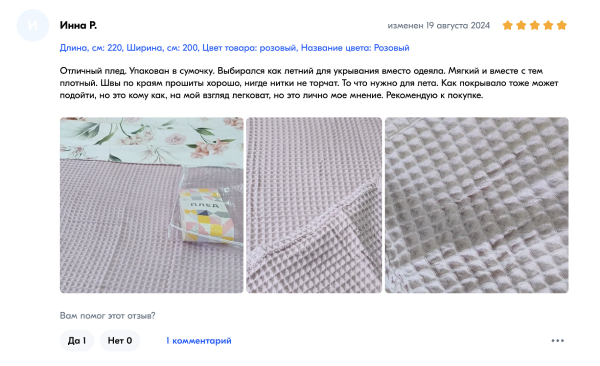 И
Инна Р.
изменен 19 августа 2024
Длина, см: 220, Ширина, см: 200, Цвет товара: розовый, Название цвета: Розовый
Отличный плед. Упакован в сумочку. Выбирался как летний для укрывания вместо одеяла. Мягкий и вместе с тем
плотный. Швы по краям прошиты хорошо, нигде нитки не торчат. То что нужно для лета. Как покрывало тоже может
подойти, но это кому как, на мой взгляд легковат, но это лично мое мнение. Рекомендую к покупке.
ПЛЕД
Вам помог этот отзыв?
Да 1
Нет 0
1 комментарий